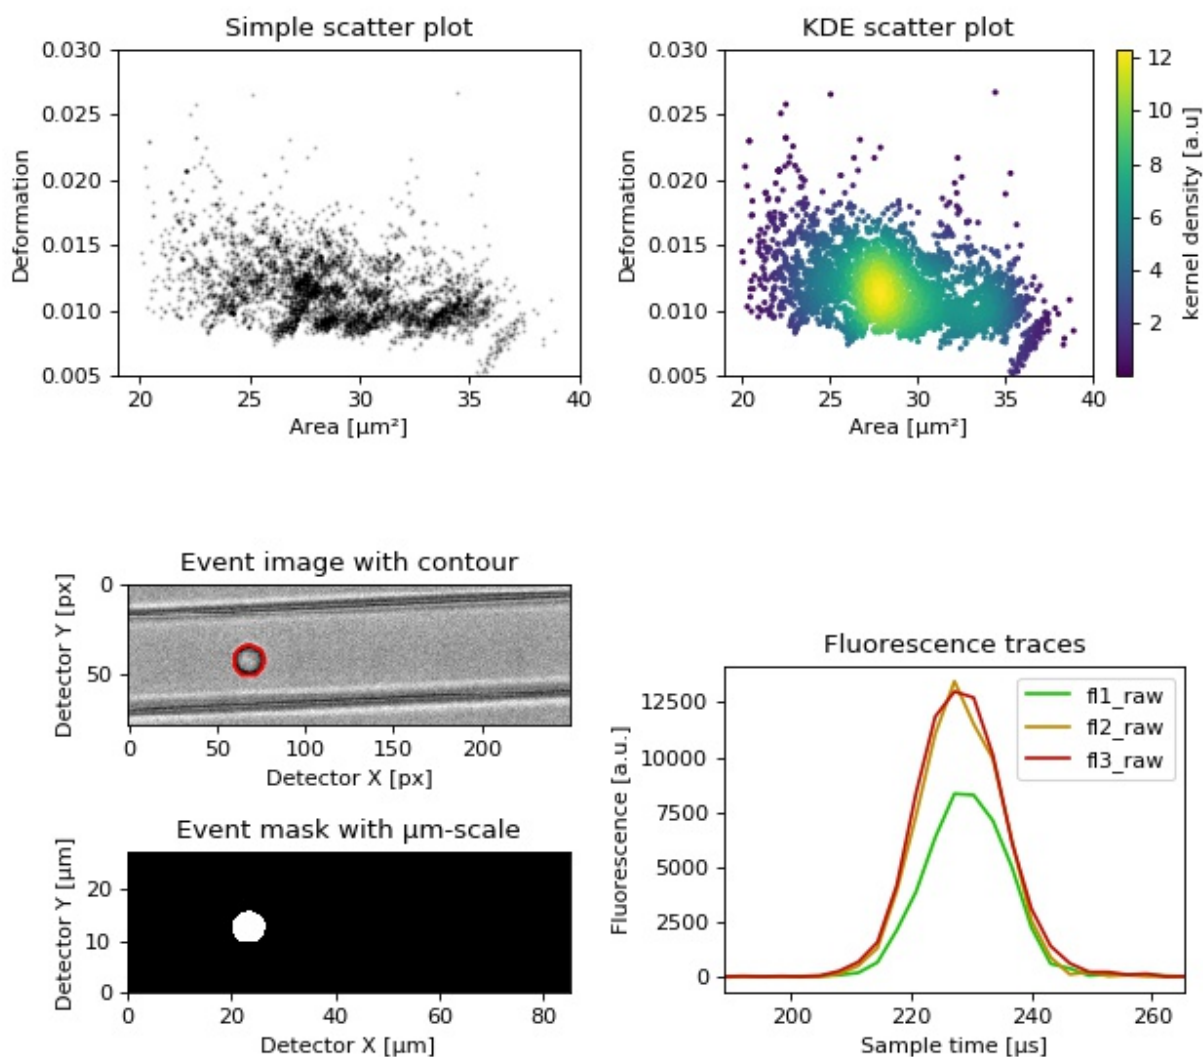 Simple scatter plot
0.030
0.025
0.020
0.015
0.010
0.005
Deformation
20 25 30 35 40
Area [µm²]
KDE scatter plot
0.030
0.025
0.020
0.015
0.010
0.005
Deformation
20 25 30 35 40
Area [µm²]
12
10
8
6
4
2
kernel density [a.u]
Event image with contour
0
50
Detector Y [px]
0 50 100 150 200
Detector X [px]
Event mask with µm-scale
20
10
0
Detector Y [µm]
0 20 40 60 80
Detector X [µm]
Fluorescence traces
12500
10000
7500
5000
2500
0
Fluorescence [a.u.]
fl1_raw
fl2_raw
fl3_raw
200 220 240 260
Sample time [µs]